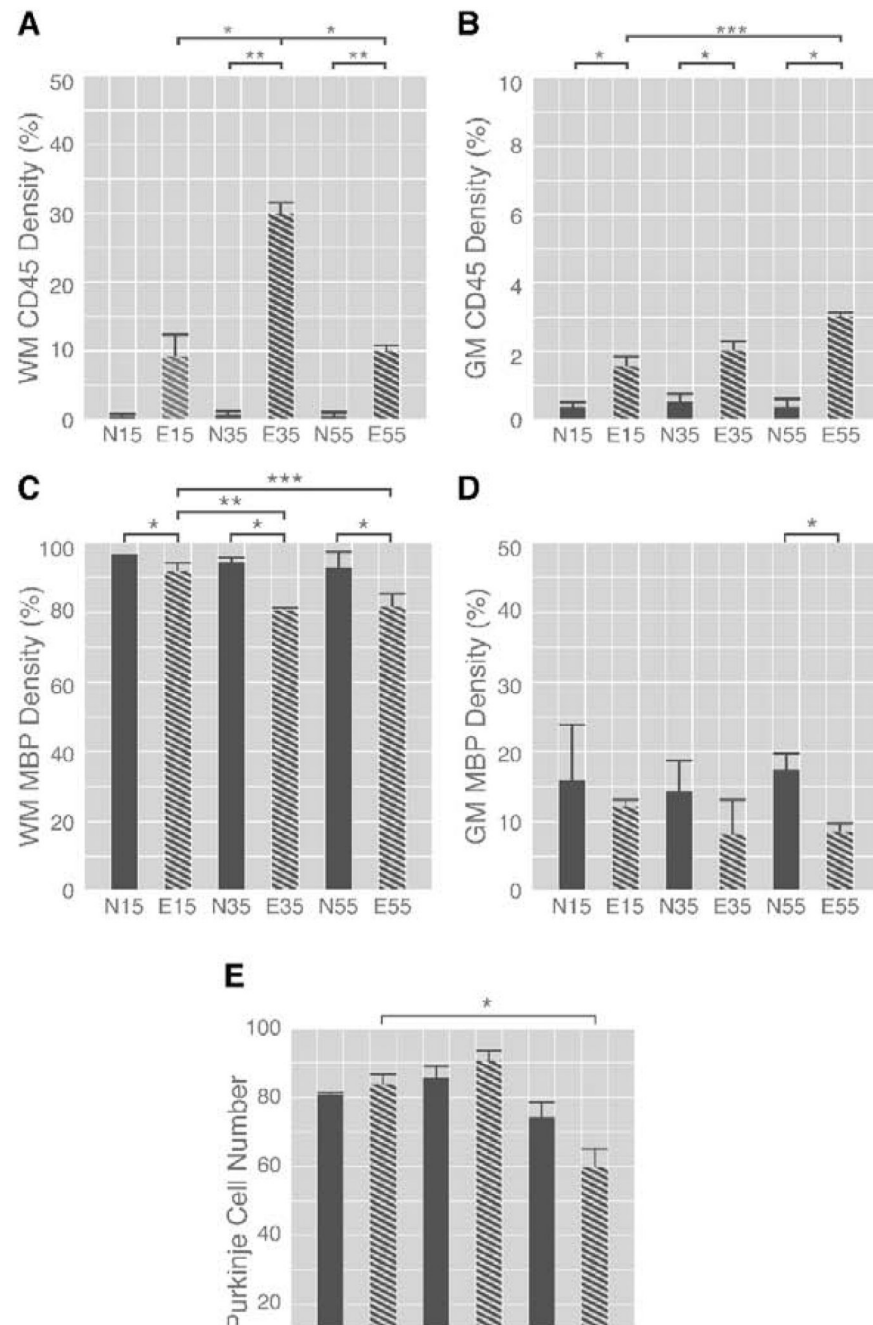 A
* *
** **
WM CD45 Density (%)
50
40
30
20
10
0
N15 E15 N35 E35 N55 E55
B
***
* * *
GM CD45 Density (%)
10
8
6
4
2
0
N15 E15 N35 E35 N55 E55
C
***
**
* * *
WM MBP Density (%)
100
80
60
40
20
0
N15 E15 N35 E35 N55 E55
D
*
GM MBP Density (%)
50
40
30
20
10
0
N15 E15 N35 E35 N55 E55
E
*
Purkinje Cell Number
100
80
60
40
20